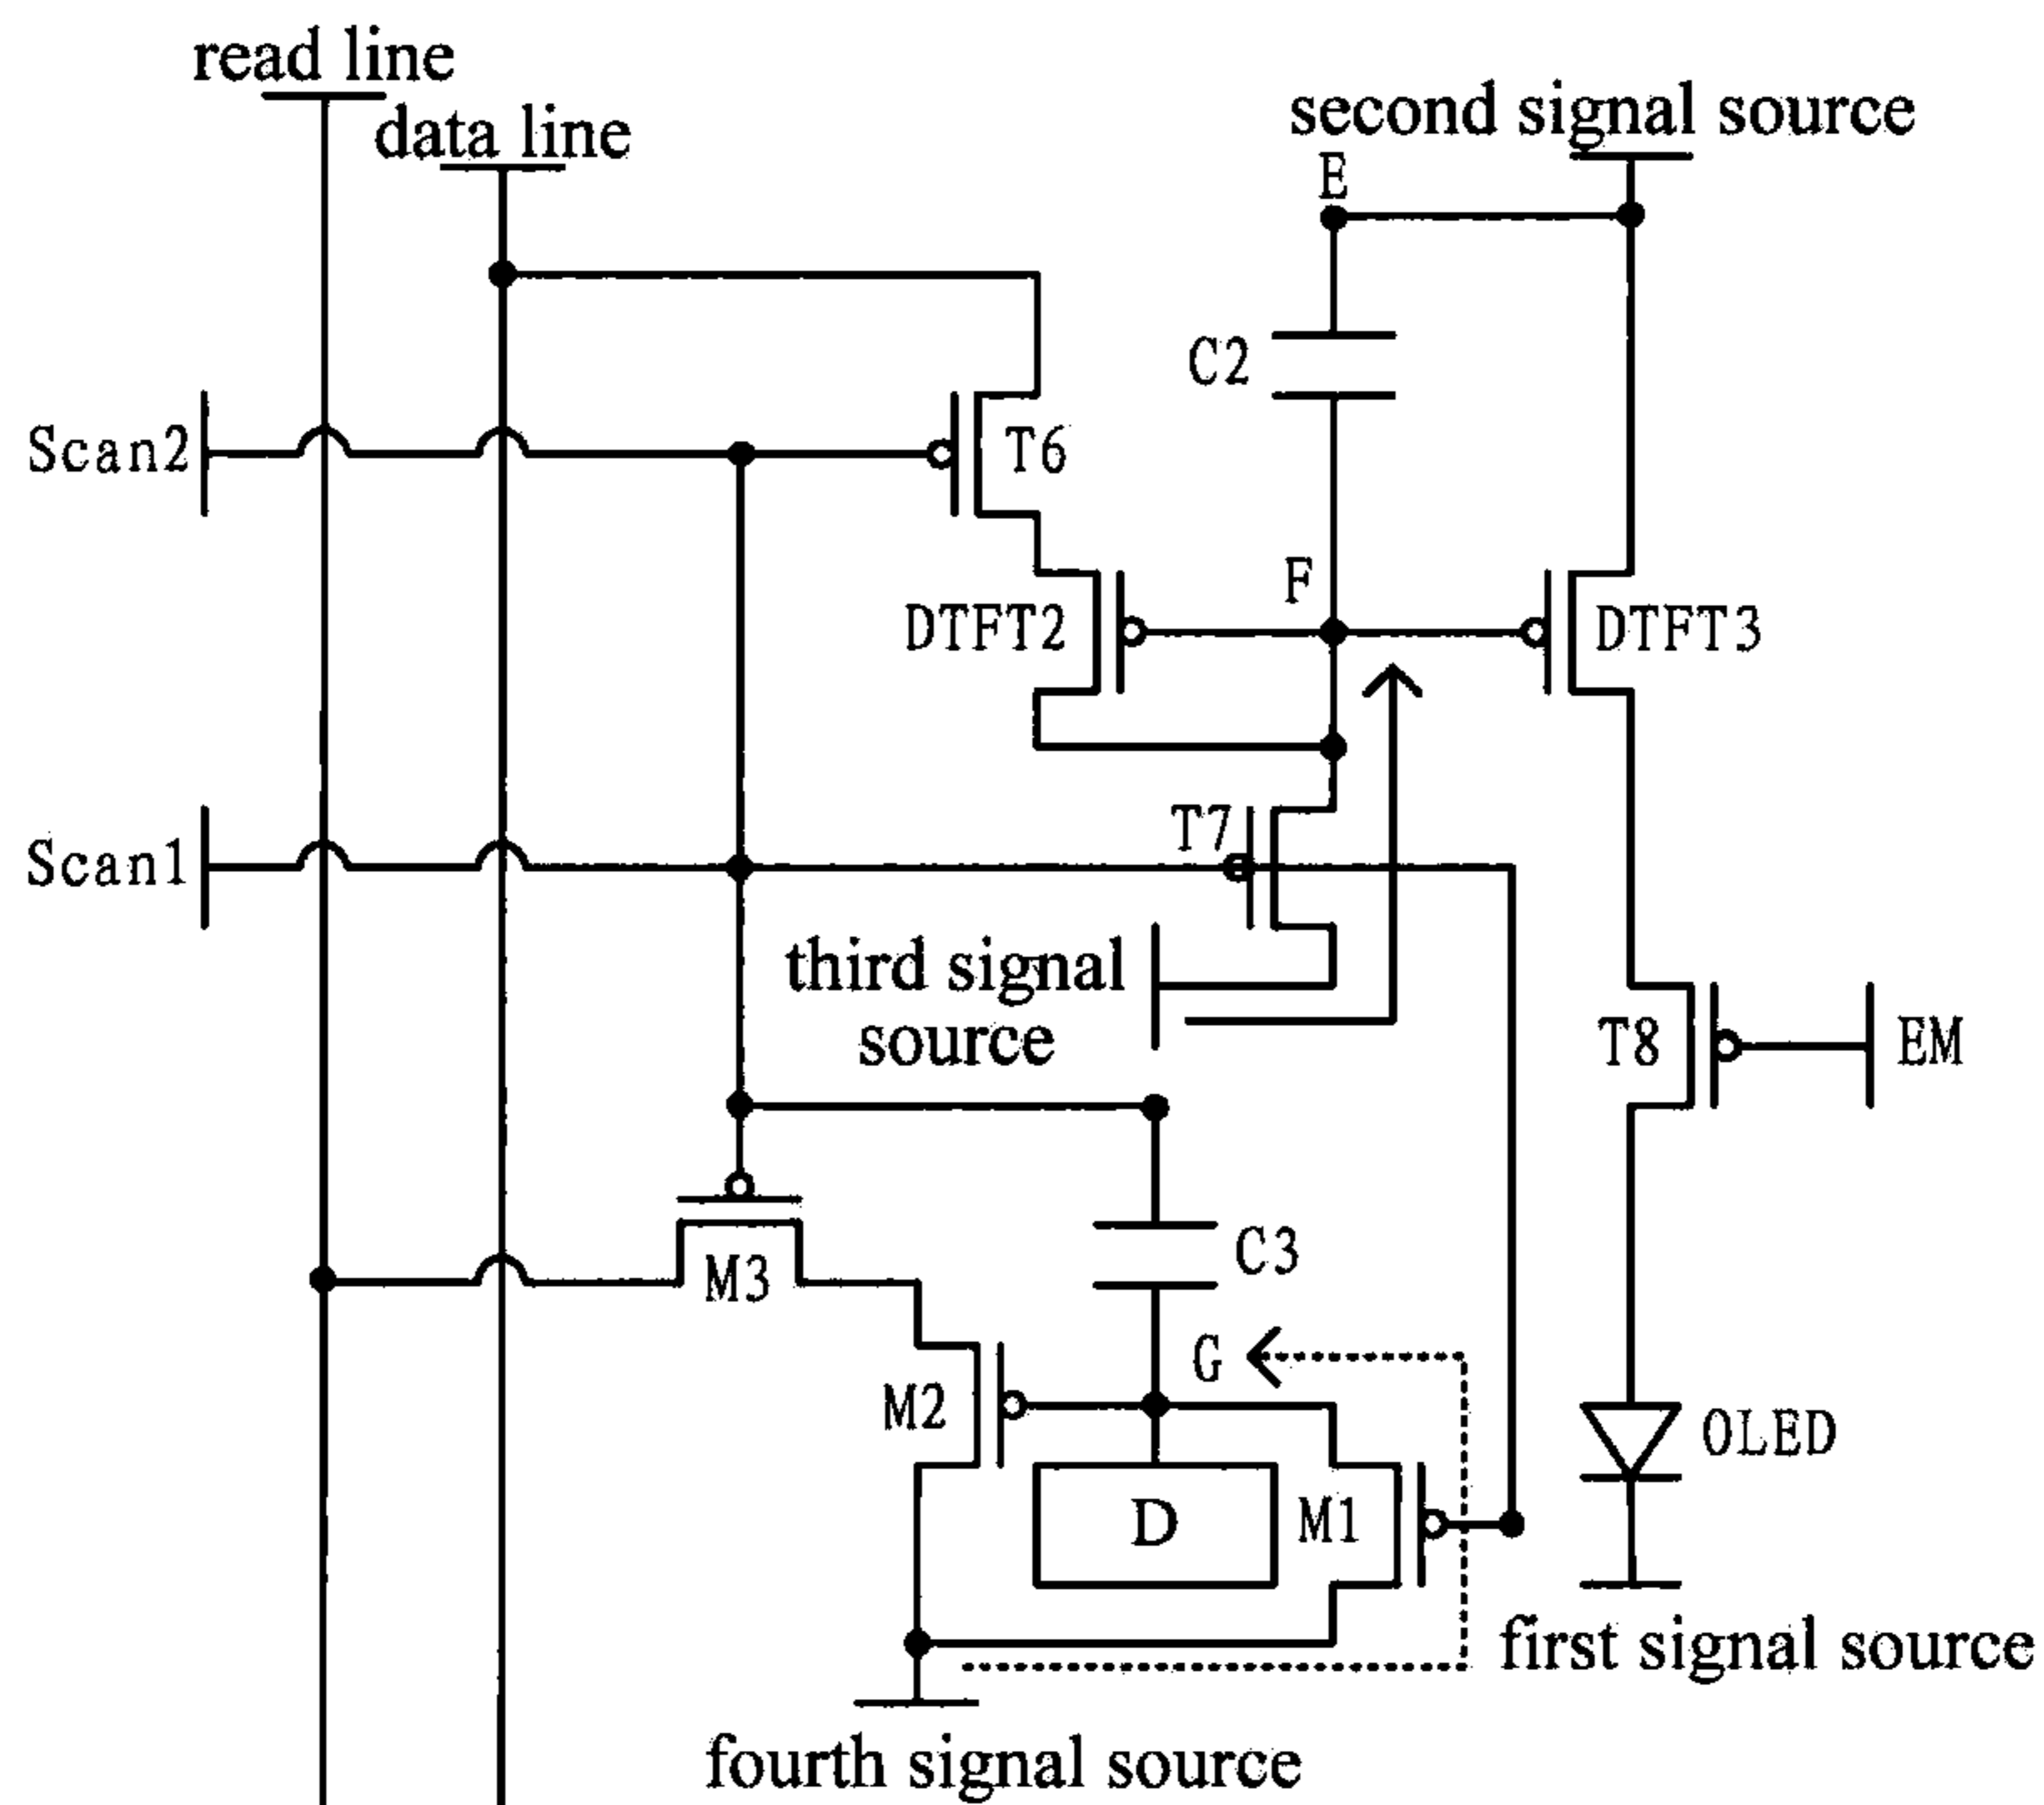 read line
data line
second signal source
E
C2
Scan2
T6
F
DTFT2
DTFT3
T7
Scan1
third signal
source
T8
EM
C3
M3
G
M2
OLED
D
M1
first signal source
fourth signal source